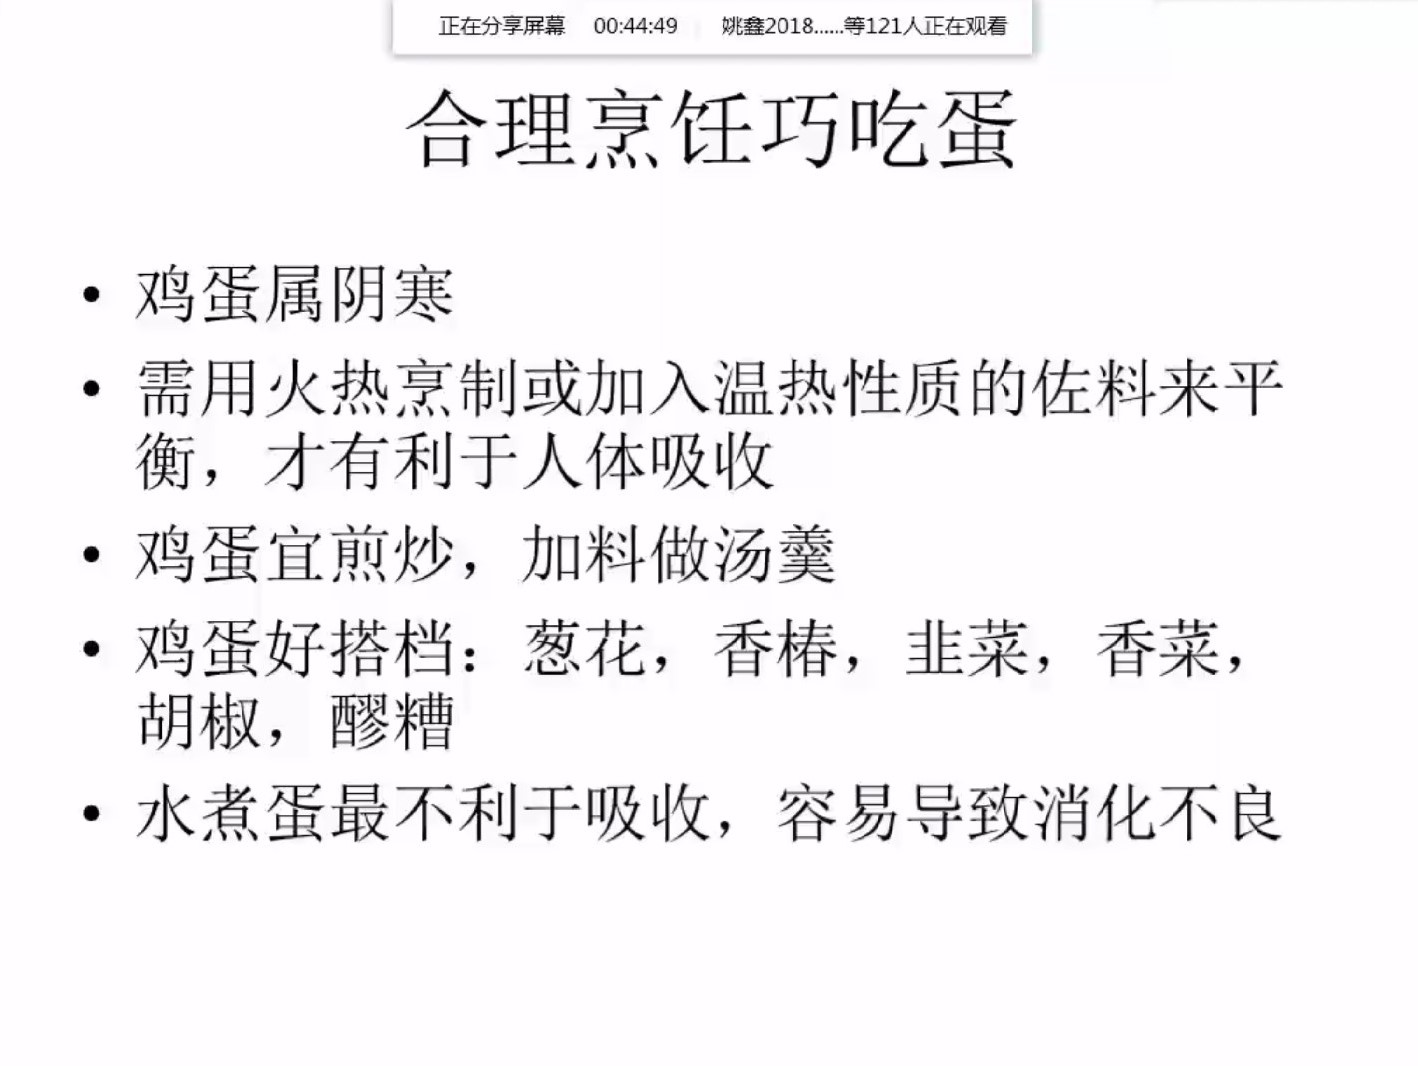 正在分享屏幕 00:44:49 姚鑫2018......等121人正在观看
合理烹饪巧吃蛋
• 鸡蛋属阴寒
• 需用火热烹制或加入温热性质的佐料来平
衡，才有利于人体吸收
• 鸡蛋宜煎炒，加料做汤羹
• 鸡蛋好搭档：葱花，香椿，韭菜，香菜，
胡椒，醪糟
• 水煮蛋最不利于吸收，容易导致消化不良